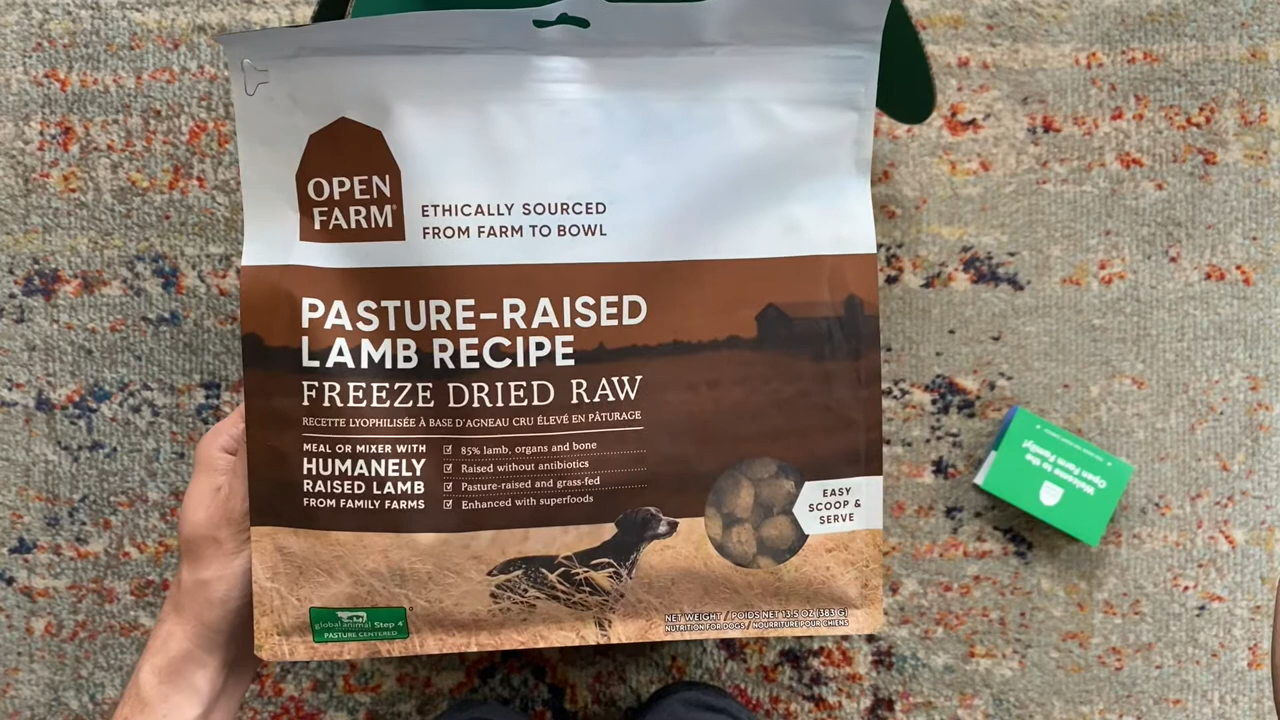 OPEN
FARM®
ETHICALLY SOURCED
FROM FARM TO BOWL
PASTURE-RAISED
LAMB RECIPE
FREEZE DRIED RAW
RECETTE LYOPHILISÉE À BASE D'AGNEAU CRU ÉLEVÉ EN PÂTURAGE
MEAL OR MIXER WITH
HUMANELY
RAISED LAMB
FROM FAMILY FARMS
85% lamb, organs and bone
Raised without antibiotics
Pasture-raised and grass-fed
Enhanced with superfoods
EASY
SCOOP &
SERVE
globalanimal Step 4
PASTURE CENTERED
NET WEIGHT / POIDS NET 13.5 OZ (383 G)
NUTRITION FOR DOGS / NOURRITURE POUR CHIENS
Welcome to the
Open Farm Family!